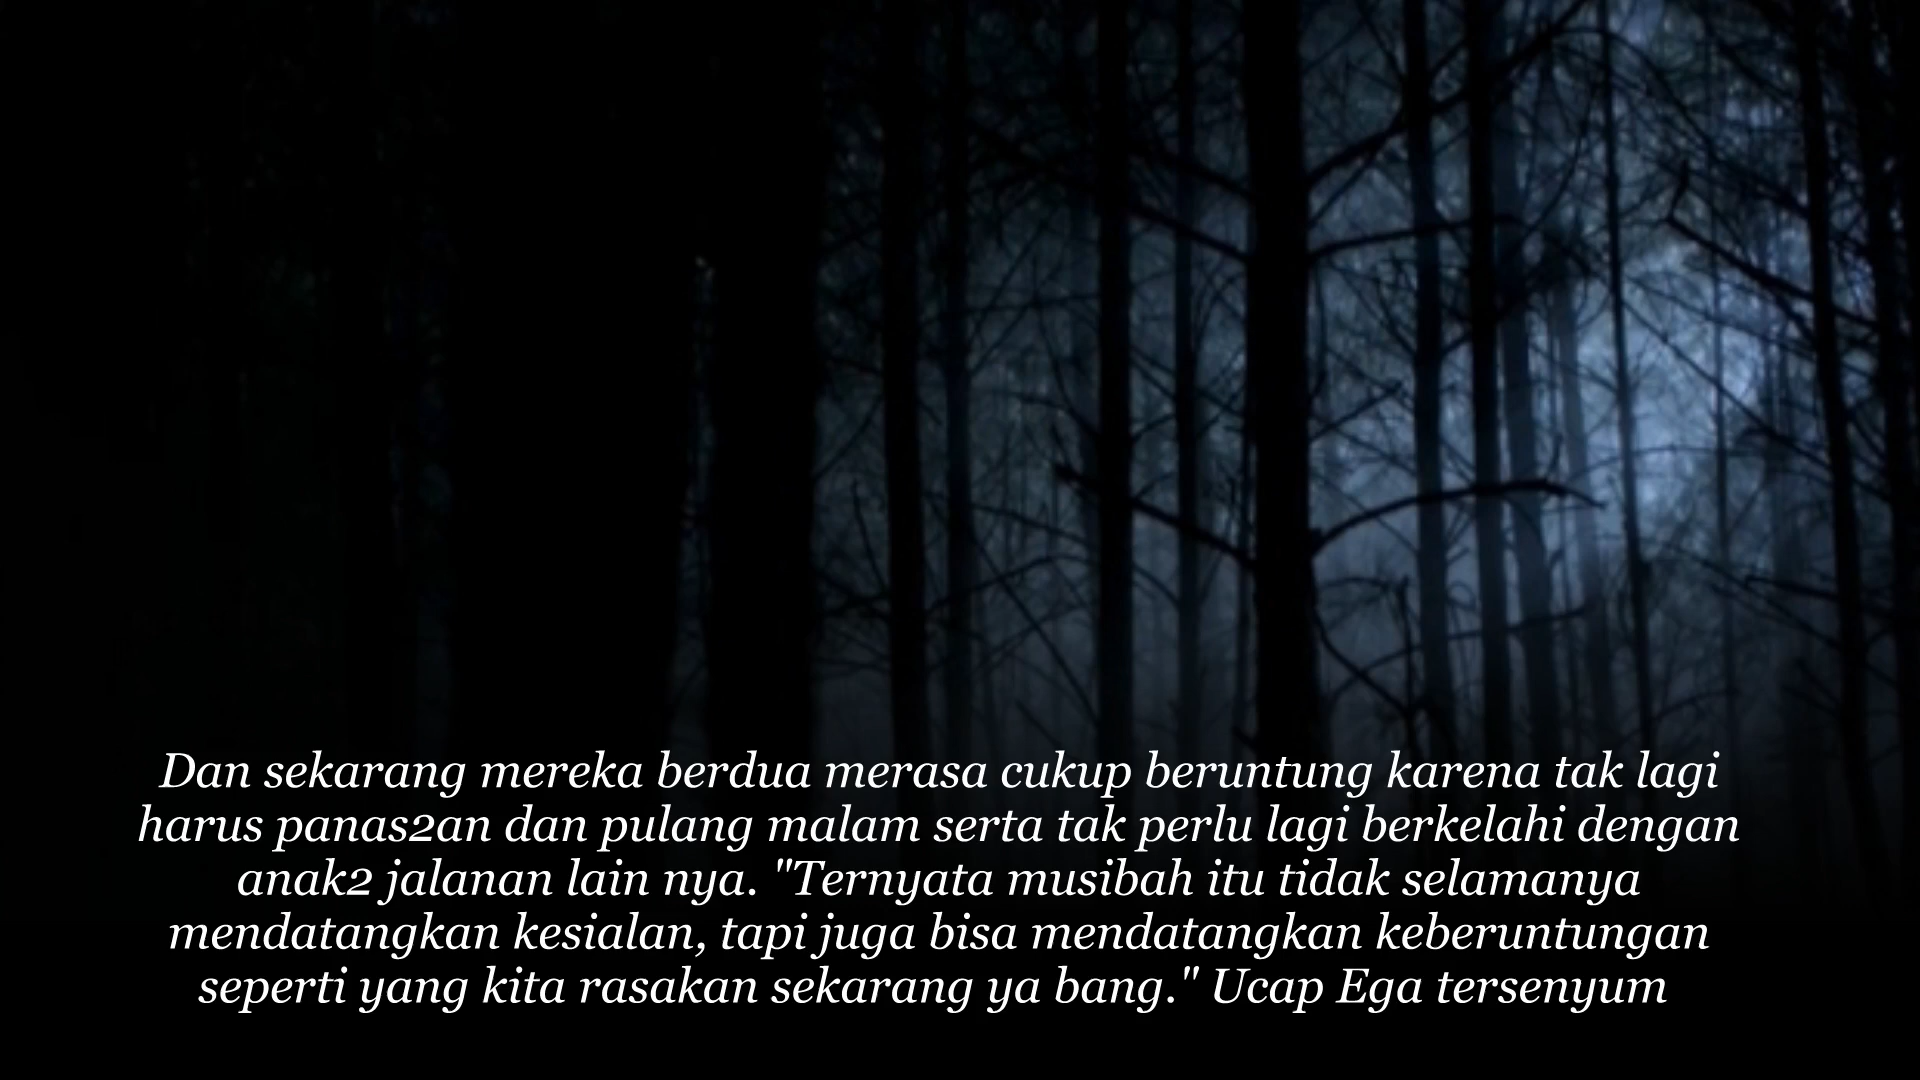 Dan sekarang mereka berdua merasa cukup beruntung karena tak lagi
harus panas2an dan pulang malam serta tak perlu lagi berkelahi dengan
anak2 jalanan lain nya. "Ternyata musibah itu tidak selamanya
mendatangkan kesialan, tapi juga bisa mendatangkan keberuntungan
seperti yang kita rasakan sekarang ya bang." Ucap Ega tersenyum